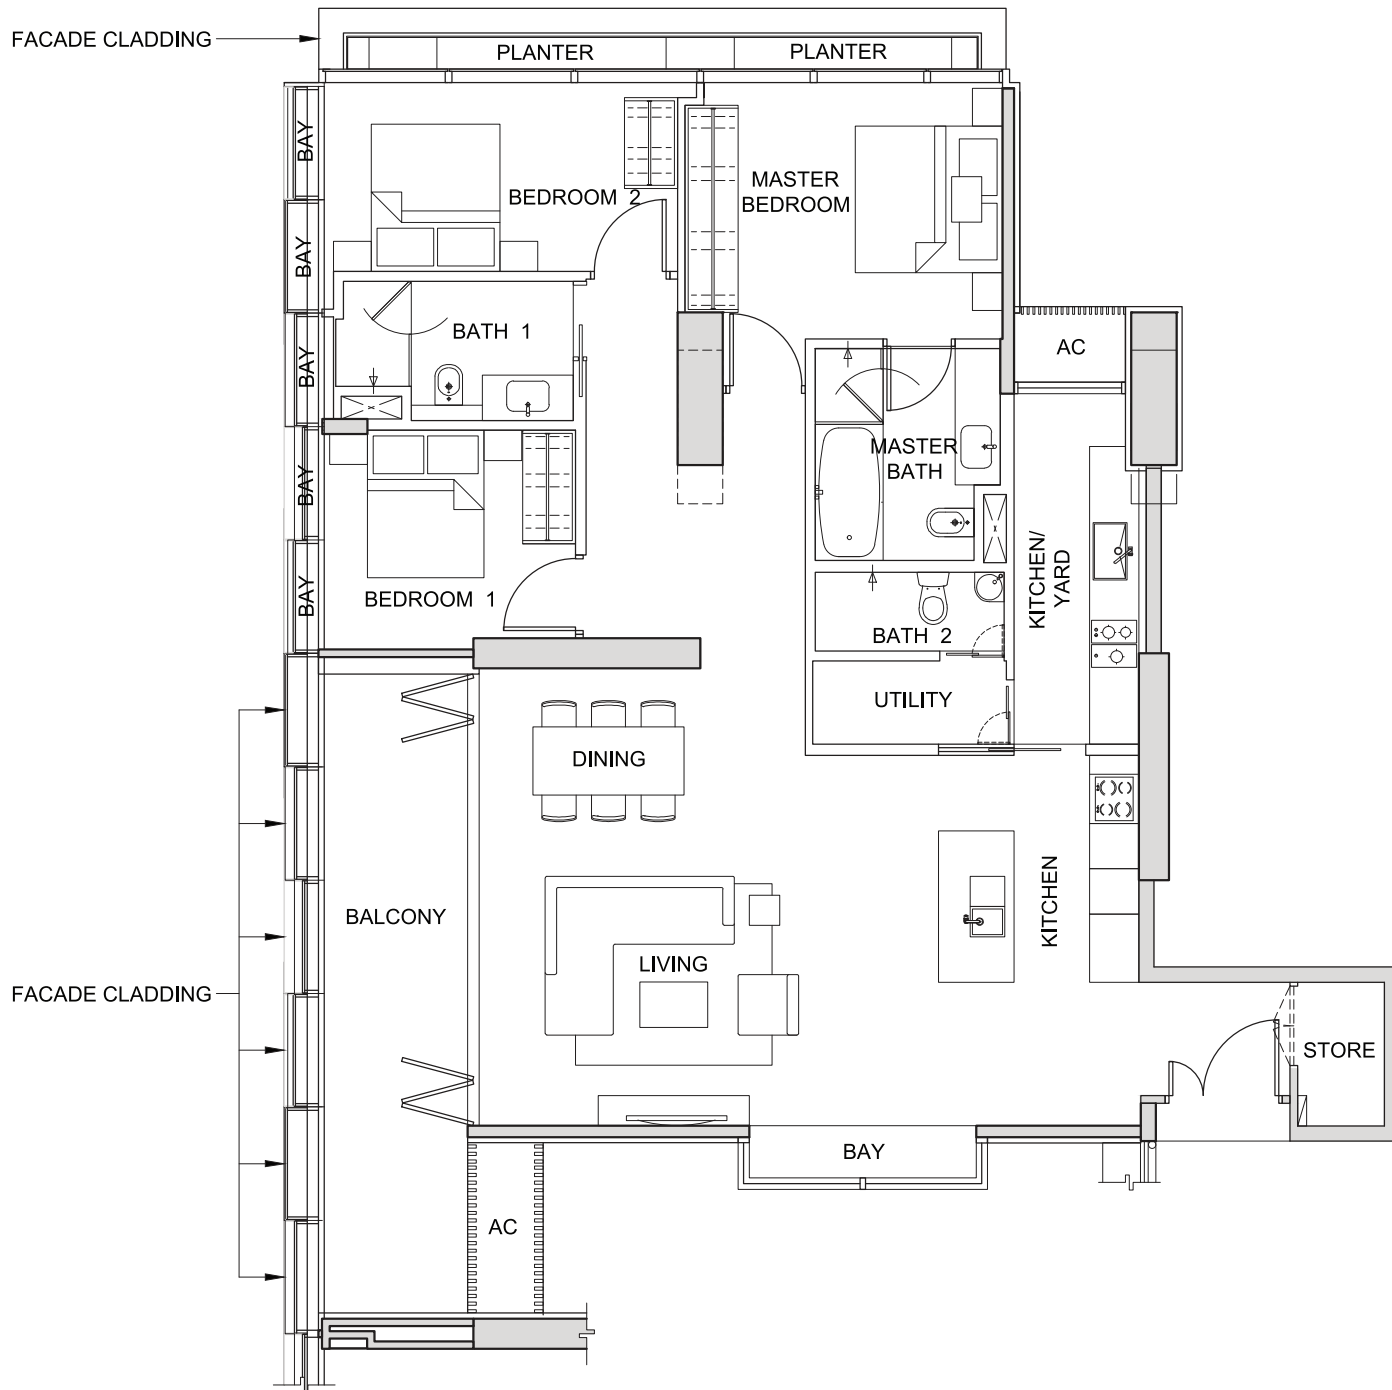 FACADE CLADDING
PLANTER
PLANTER
BAY
BEDROOM 2
MASTER
BEDROOM
BAY
BATH 1
AC
BAY
MASTER
BATH
BAY
KITCHEN/
YARD
BAY
BEDROOM 1
BATH 2
UTILITY
DINING
BALCONY
KITCHEN
LIVING
FACADE CLADDING
STORE
BAY
AC